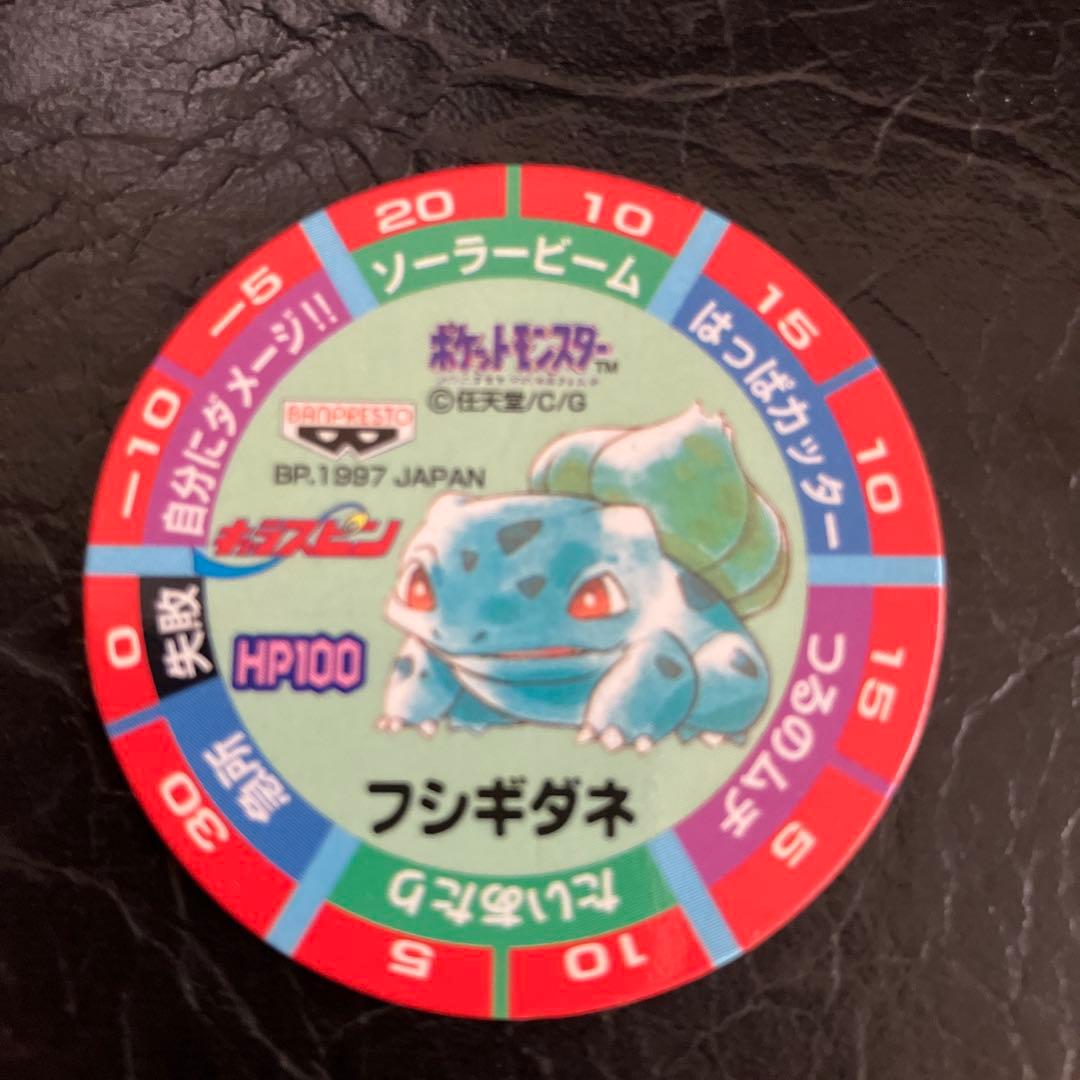 20
10
ソーラービーム
15
10
はっぱカッター
15
5
つるのムチ
10
5
たいあたり
30
急所
0
失敗
-10
-5
自分にダメージ!!
ポケットモンスター™
©任天堂/C/G
BANPRESTO
BP.1997 JAPAN
キャラスピン
HP100
フシギダネ